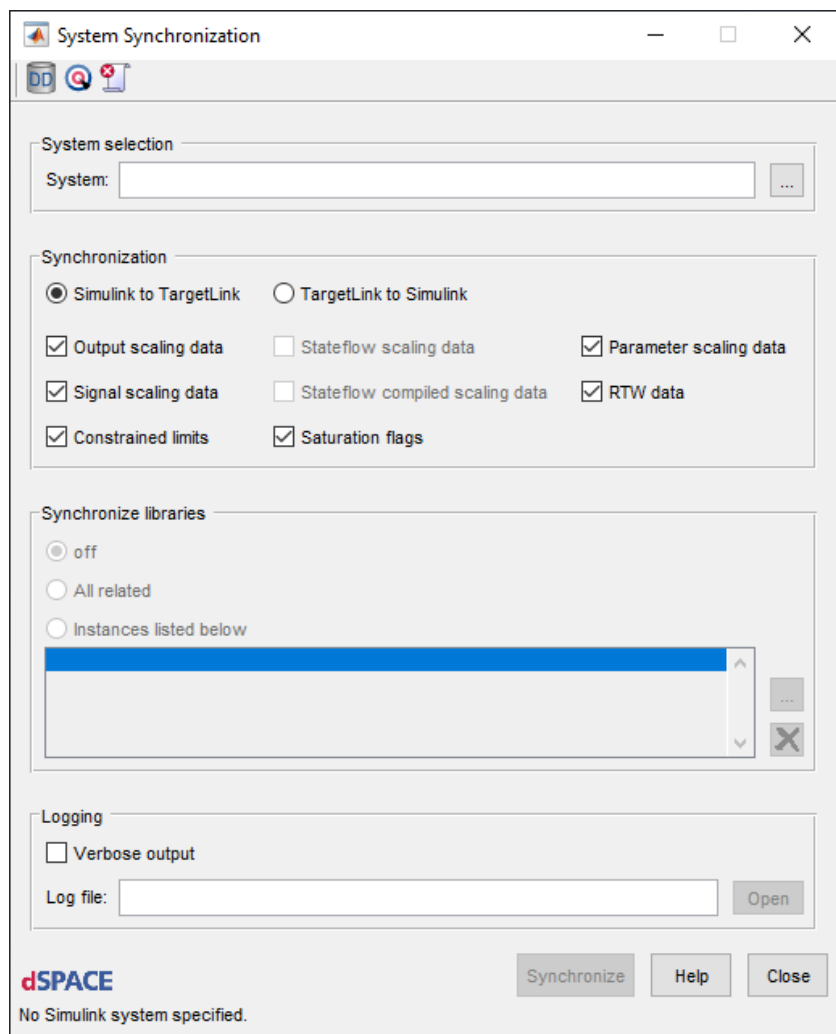 System Synchronization
DD
System selection
System:
...
Synchronization
Simulink to TargetLink TargetLink to Simulink
Output scaling data Stateflow scaling data Parameter scaling data
Signal scaling data Stateflow compiled scaling data RTW data
Constrained limits Saturation flags
Synchronize libraries
off
All related
Instances listed below
...
Logging
Verbose output
Log file: Open
dSPACE Synchronize Help Close
No Simulink system specified.